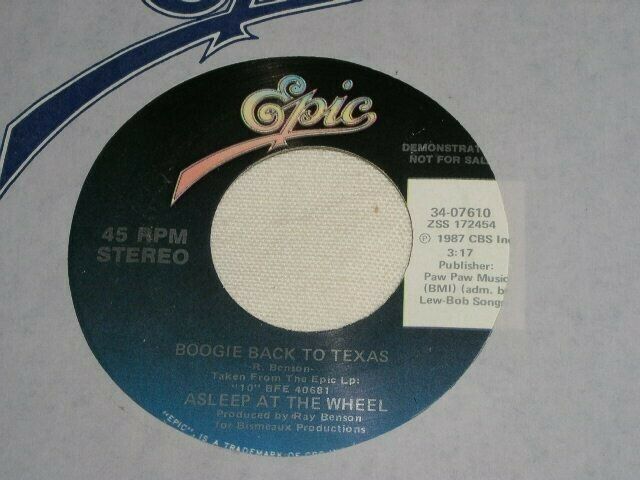 Epic
DEMONSTRAT
NOT FOR SAL
45 RPM
STEREO
34-07610
ZSS 172454
℗ 1987 CBS Inc
3:17
Publisher:
Paw Paw Music
(BMI) (adm. b
Lew-Bob Songs
BOOGIE BACK TO TEXAS
R. Benson-
Taken From The Epic Lp:
"10" BFE 40681
ASLEEP AT THE WHEEL
Produced by Ray Benson
for Bismeaux Productions
"EPIC", IS A TRADEMARK OF CBS